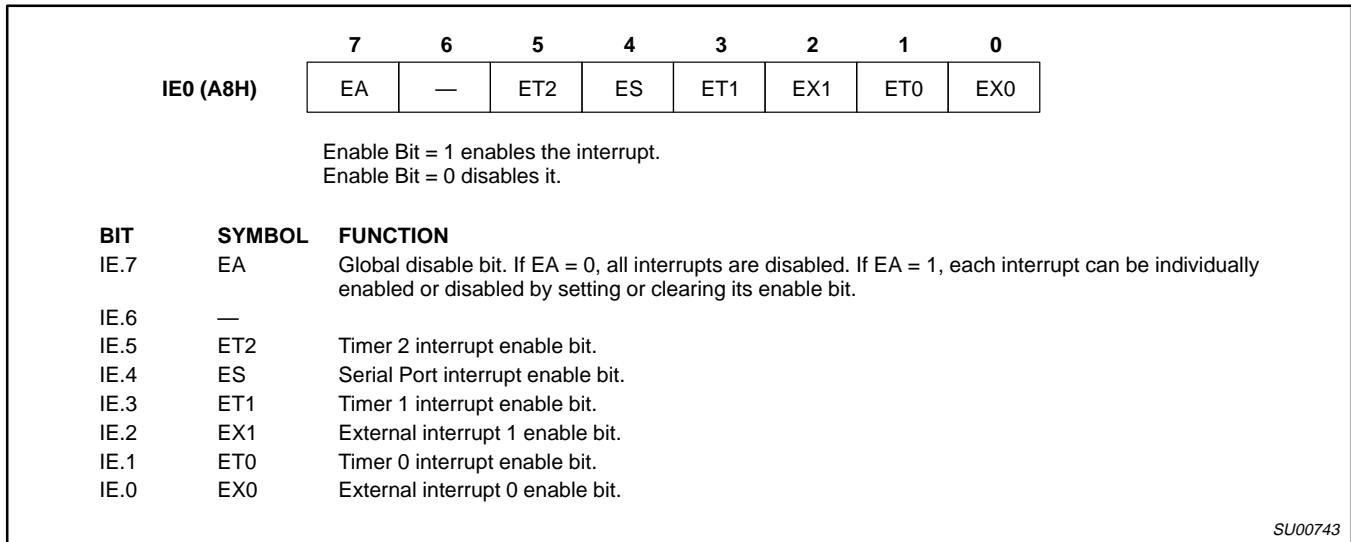 7 6 5 4 3 2 1 0
IE0 (A8H) EA — ET2 ES ET1 EX1 ET0 EX0
Enable Bit = 1 enables the interrupt.
Enable Bit = 0 disables it.
BIT SYMBOL FUNCTION
IE.7 EA Global disable bit. If EA = 0, all interrupts are disabled. If EA = 1, each interrupt can be individually
enabled or disabled by setting or clearing its enable bit.
IE.6 —
IE.5 ET2 Timer 2 interrupt enable bit.
IE.4 ES Serial Port interrupt enable bit.
IE.3 ET1 Timer 1 interrupt enable bit.
IE.2 EX1 External interrupt 1 enable bit.
IE.1 ET0 Timer 0 interrupt enable bit.
IE.0 EX0 External interrupt 0 enable bit.
SU00743